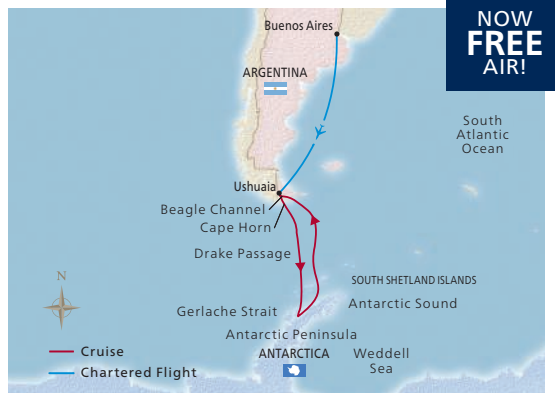 NOW
FREE
AIR!
Buenos Aires
ARGENTINA
South
Atlantic
Ocean
Ushuaia
Beagle Channel
Cape Horn
Drake Passage
SOUTH SHETLAND ISLANDS
N
Antarctic Sound
Gerlache Strait
Antarctic Peninsula
ANTARCTICA
Weddell
Sea
Cruise
Chartered Flight